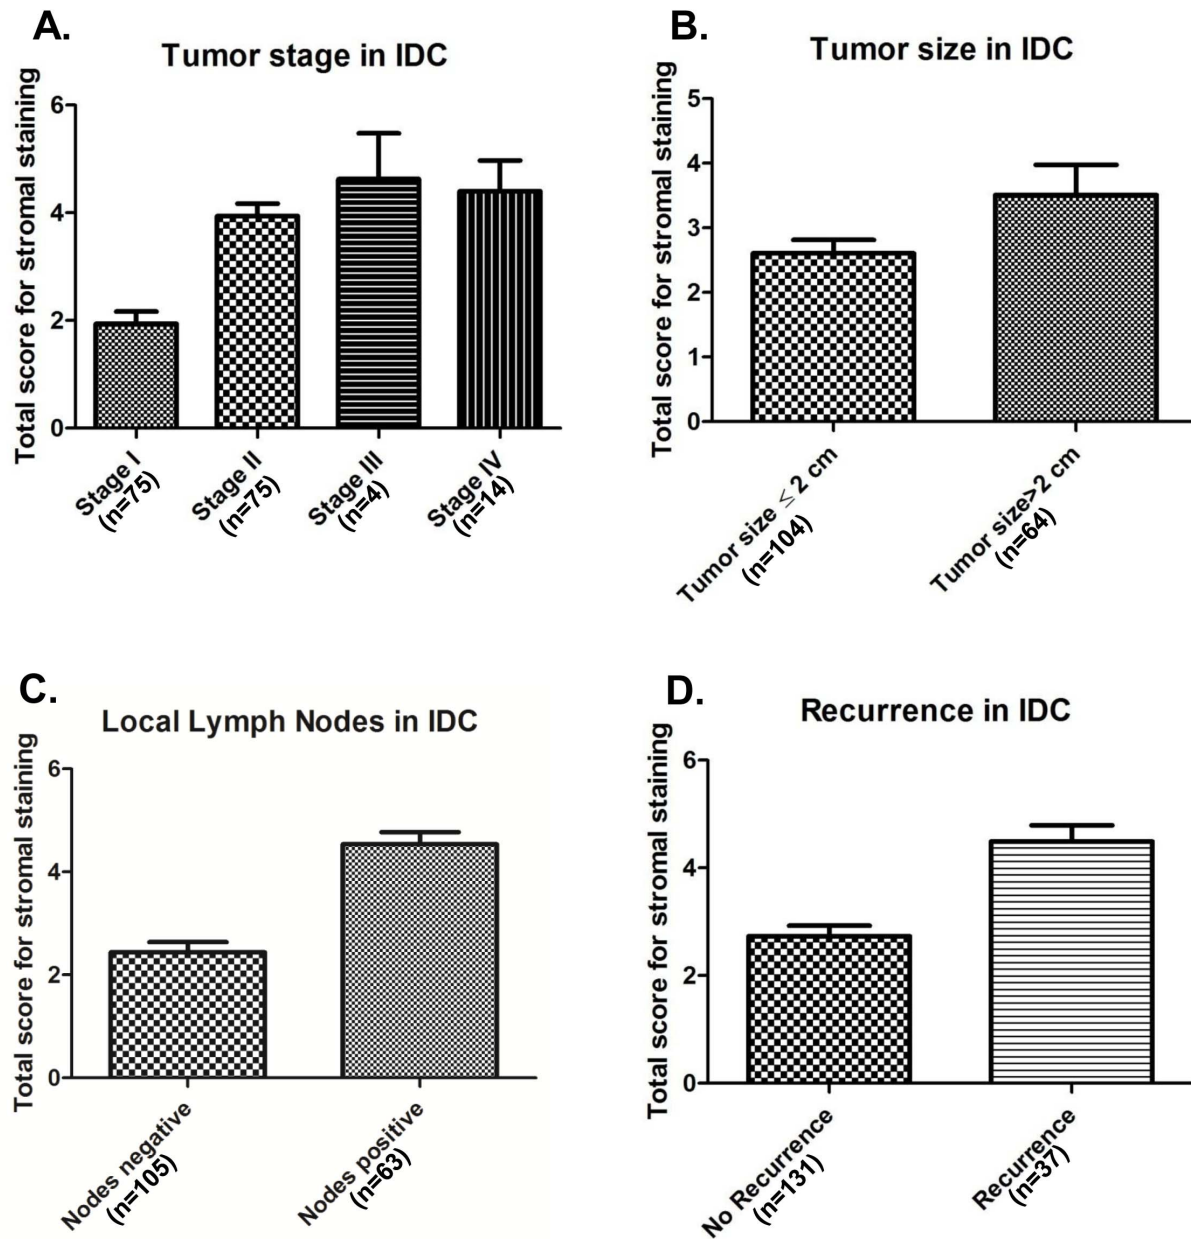 A.
Tumor stage in IDC
Total score for stromal staining
6
4
2
0
Stage I
(n=75)
Stage II
(n=75)
Stage III
(n=4)
Stage IV
(n=14)
B.
Tumor size in IDC
Total score for stromal staining
5
4
3
2
1
0
Tumor size ≤ 2 cm
(n=104)
Tumor size> 2 cm
(n=64)
C.
Local Lymph Nodes in IDC
Total score for stromal staining
6
4
2
0
Nodes negative
(n=105)
Nodes positive
(n=63)
D.
Recurrence in IDC
Total score for stromal staining
6
4
2
0
No Recurrence
(n=131)
Recurrence
(n=37)